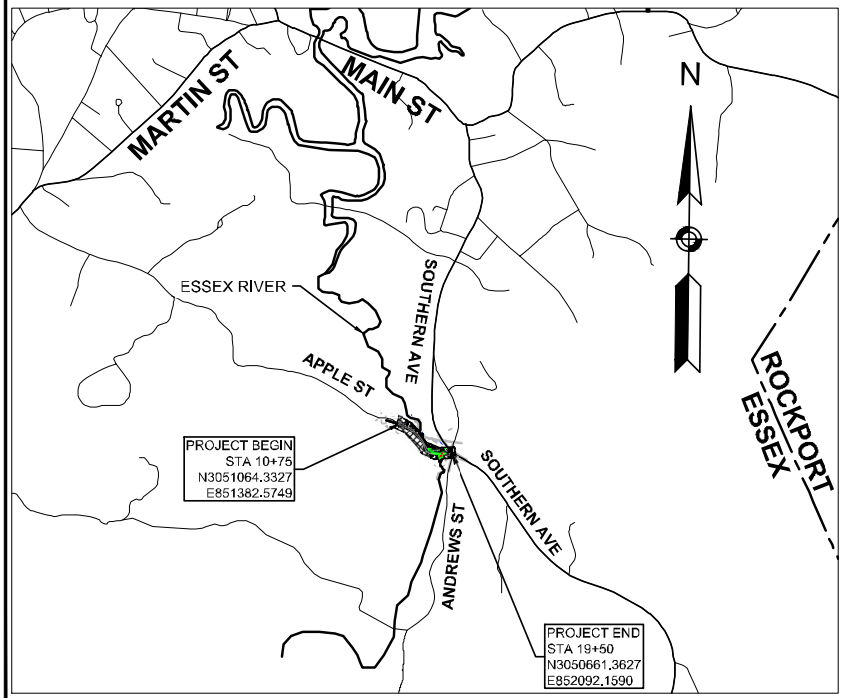 MARTIN ST
MAIN ST
N
ESSEX RIVER
SOUTHERN AVE
APPLE ST
ROCKPORT
ESSEX
PROJECT BEGIN
STA 10+75
N3051064.3327
E851382.5749
SOUTHERN AVE
ANDREWS ST
PROJECT END
STA 19+50
N3050661.3627
E852092.1590